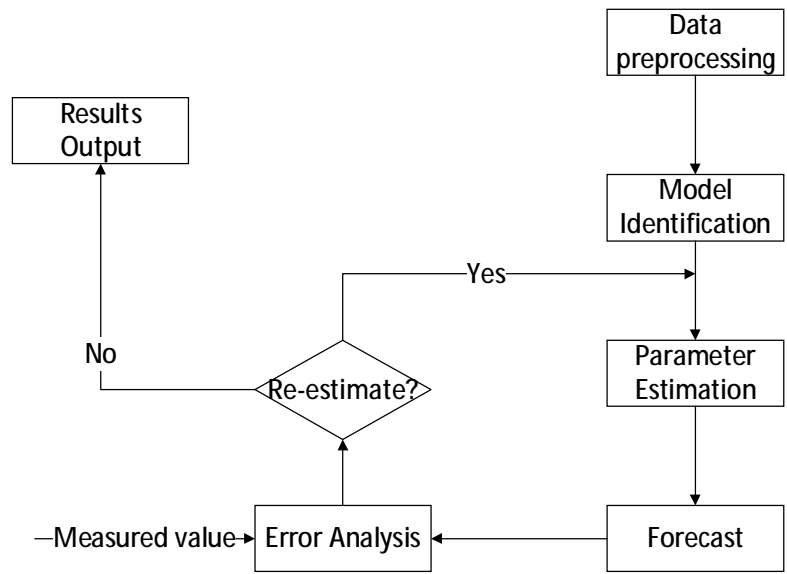 Data
preprocessing
Results
Output
Model
Identification
Yes
No
Parameter
Estimation
Re-estimate?
Measured value
Error Analysis
Forecast